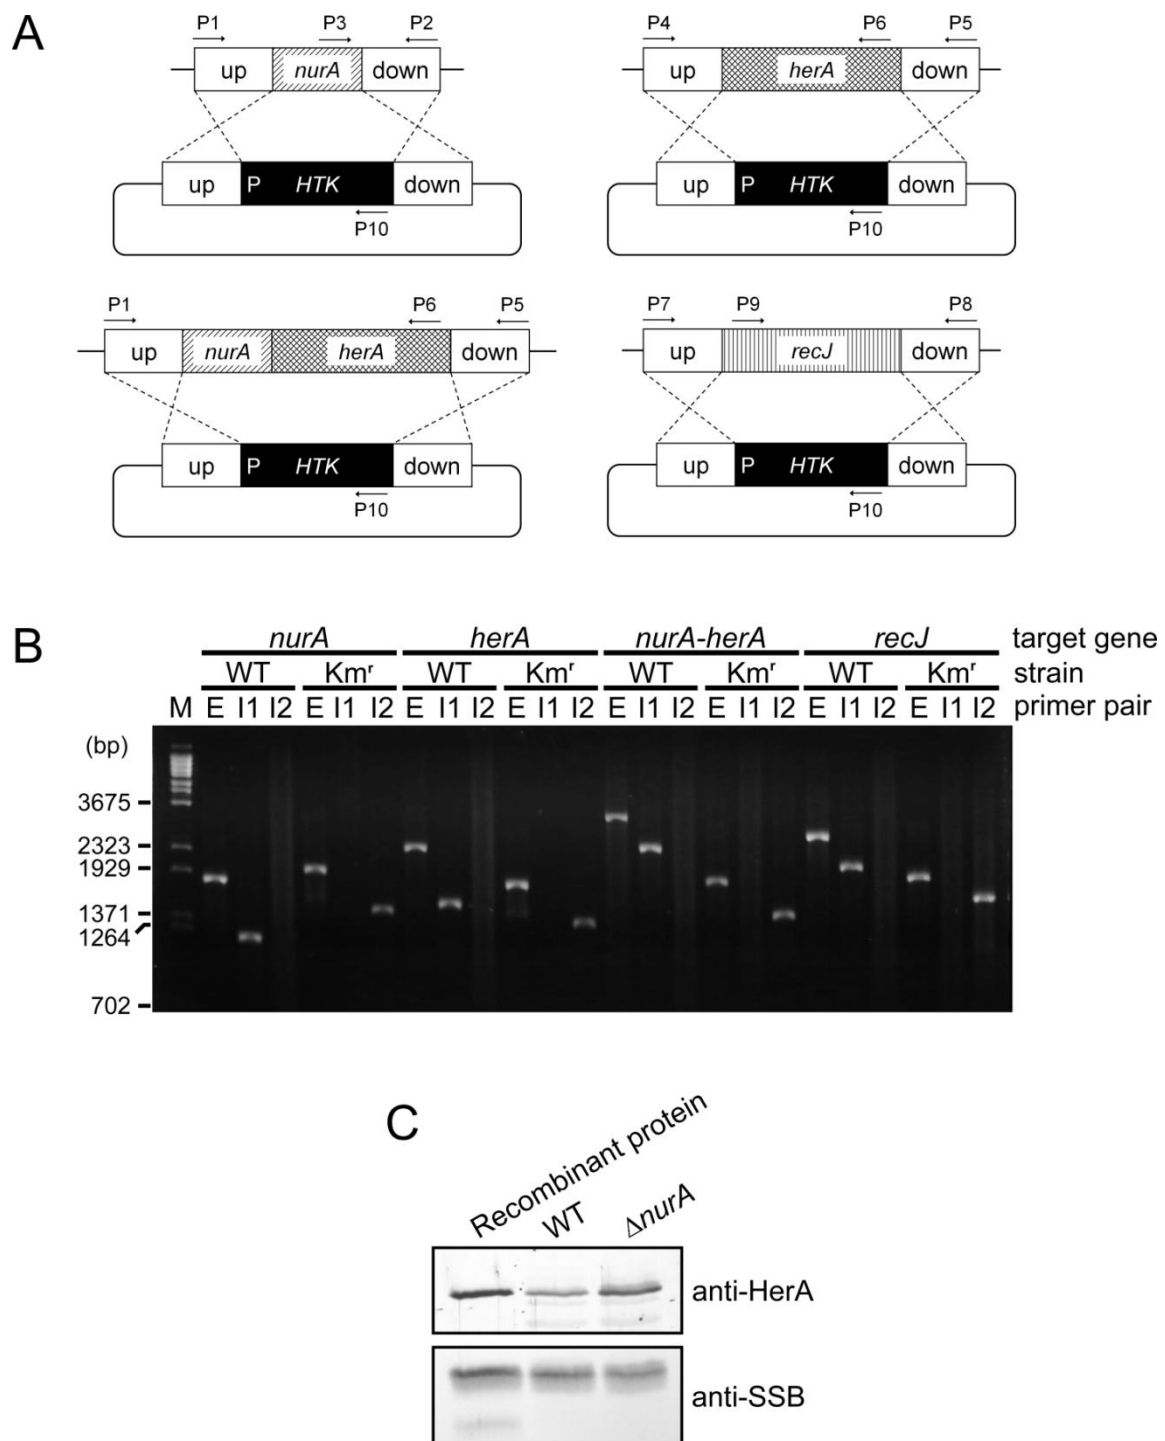 A
P1 P3 P2 P4 P6 P5
up nurA down up herA down
up P HTK down up P HTK down
P10 P10
P1 P6 P5 P7 P9 P8
up nurA herA down up recJ down
up P HTK down up P HTK down
P10 P10
B
nurA herA nurA-herA recJ target gene
WT Kmʳ WT Kmʳ WT Kmʳ WT Kmʳ strain
M E I1 I2 E I1 I2 E I1 I2 E I1 I2 E I1 I2 E I1 I2 E I1 I2 E I1 I2 primer pair
(bp)
3675
2323
1929
1371
1264
702
C
Recombinant protein
WT
ΔnurA
anti-HerA
anti-SSB